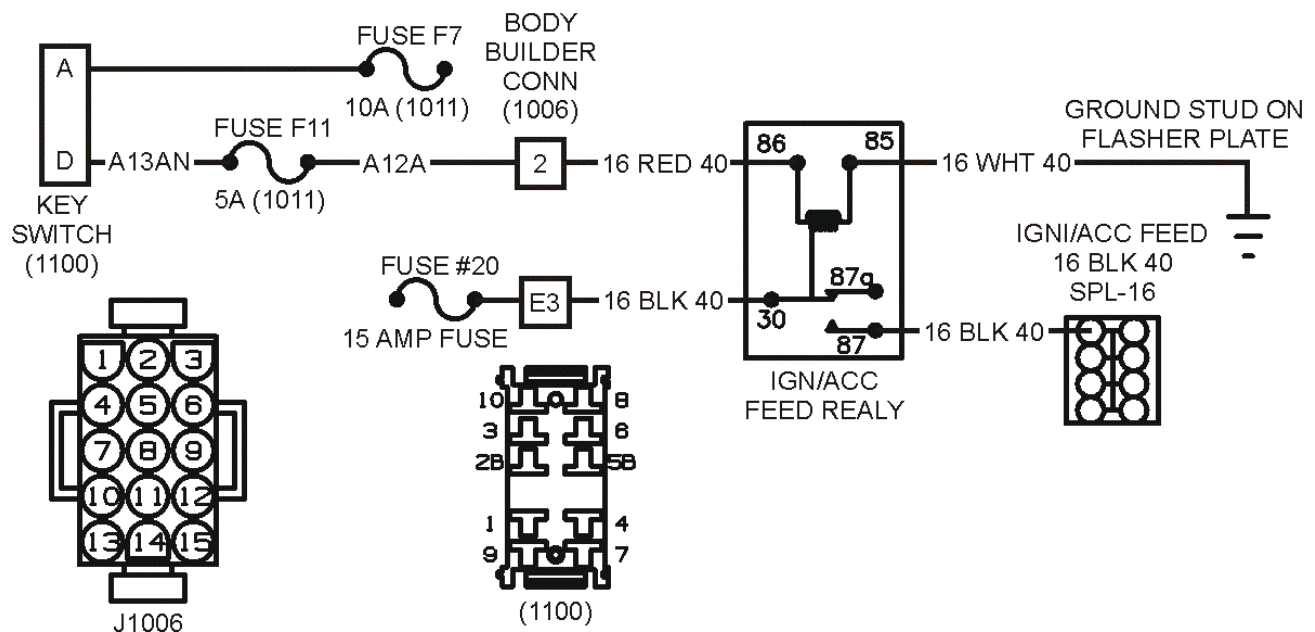 FUSE F7
10A (1011)
BODY
BUILDER
CONN
(1006)
A
D
KEY
SWITCH
(1100)
A13AN
FUSE F11
5A (1011)
A12A
2
16 RED 40
86
85
16 WHT 40
GROUND STUD ON
FLASHER PLATE
FUSE #20
15 AMP FUSE
E3
16 BLK 40
30
87a
87
16 BLK 40
IGN/ACC
FEED REALY
IGNI/ACC FEED
16 BLK 40
SPL-16
1 2 3
4 5 6
7 8 9
10 11 12
13 14 15
J1006
10 8
3 6
2B 5B
1 4
9 7
(1100)